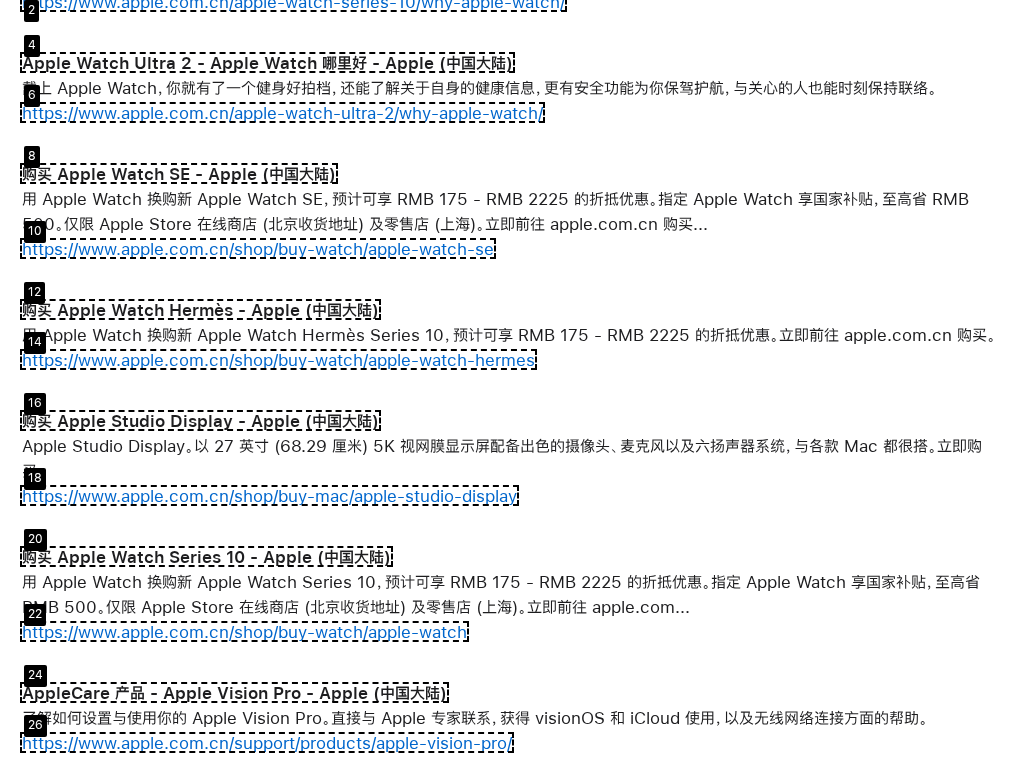 2
https://www.apple.com.cn/apple-watch-series-10/why-apple-watch/
4
Apple Watch Ultra 2 - Apple Watch 哪里好 - Apple (中国大陆)
戴上 Apple Watch，你就有了一个健身好拍档，还能了解关于自身的健康信息，更有安全功能为你保驾护航，与关心的人也能时刻保持联络。
6
https://www.apple.com.cn/apple-watch-ultra-2/why-apple-watch/
8
购买 Apple Watch SE - Apple (中国大陆)
用 Apple Watch 换购新 Apple Watch SE，预计可享 RMB 175 - RMB 2225 的折抵优惠。指定 Apple Watch 享国家补贴，至高省 RMB
500。仅限 Apple Store 在线商店 (北京收货地址) 及零售店 (上海)。立即前往 apple.com.cn 购买...
10
https://www.apple.com.cn/shop/buy-watch/apple-watch-se
12
购买 Apple Watch Hermès - Apple (中国大陆)
用 Apple Watch 换购新 Apple Watch Hermès Series 10，预计可享 RMB 175 - RMB 2225 的折抵优惠。立即前往 apple.com.cn 购买。
14
https://www.apple.com.cn/shop/buy-watch/apple-watch-hermes
16
购买 Apple Studio Display - Apple (中国大陆)
Apple Studio Display。以 27 英寸 (68.29 厘米) 5K 视网膜显示屏配备出色的摄像头、麦克风以及六扬声器系统，与各款 Mac 都很搭。立即购
18
https://www.apple.com.cn/shop/buy-mac/apple-studio-display
20
购买 Apple Watch Series 10 - Apple (中国大陆)
用 Apple Watch 换购新 Apple Watch Series 10，预计可享 RMB 175 - RMB 2225 的折抵优惠。指定 Apple Watch 享国家补贴，至高省
RMB 500。仅限 Apple Store 在线商店 (北京收货地址) 及零售店 (上海)。立即前往 apple.com...
22
https://www.apple.com.cn/shop/buy-watch/apple-watch
24
AppleCare 产品 - Apple Vision Pro - Apple (中国大陆)
了解如何设置与使用你的 Apple Vision Pro。直接与 Apple 专家联系，获得 visionOS 和 iCloud 使用，以及无线网络连接方面的帮助。
26
https://www.apple.com.cn/support/products/apple-vision-pro/